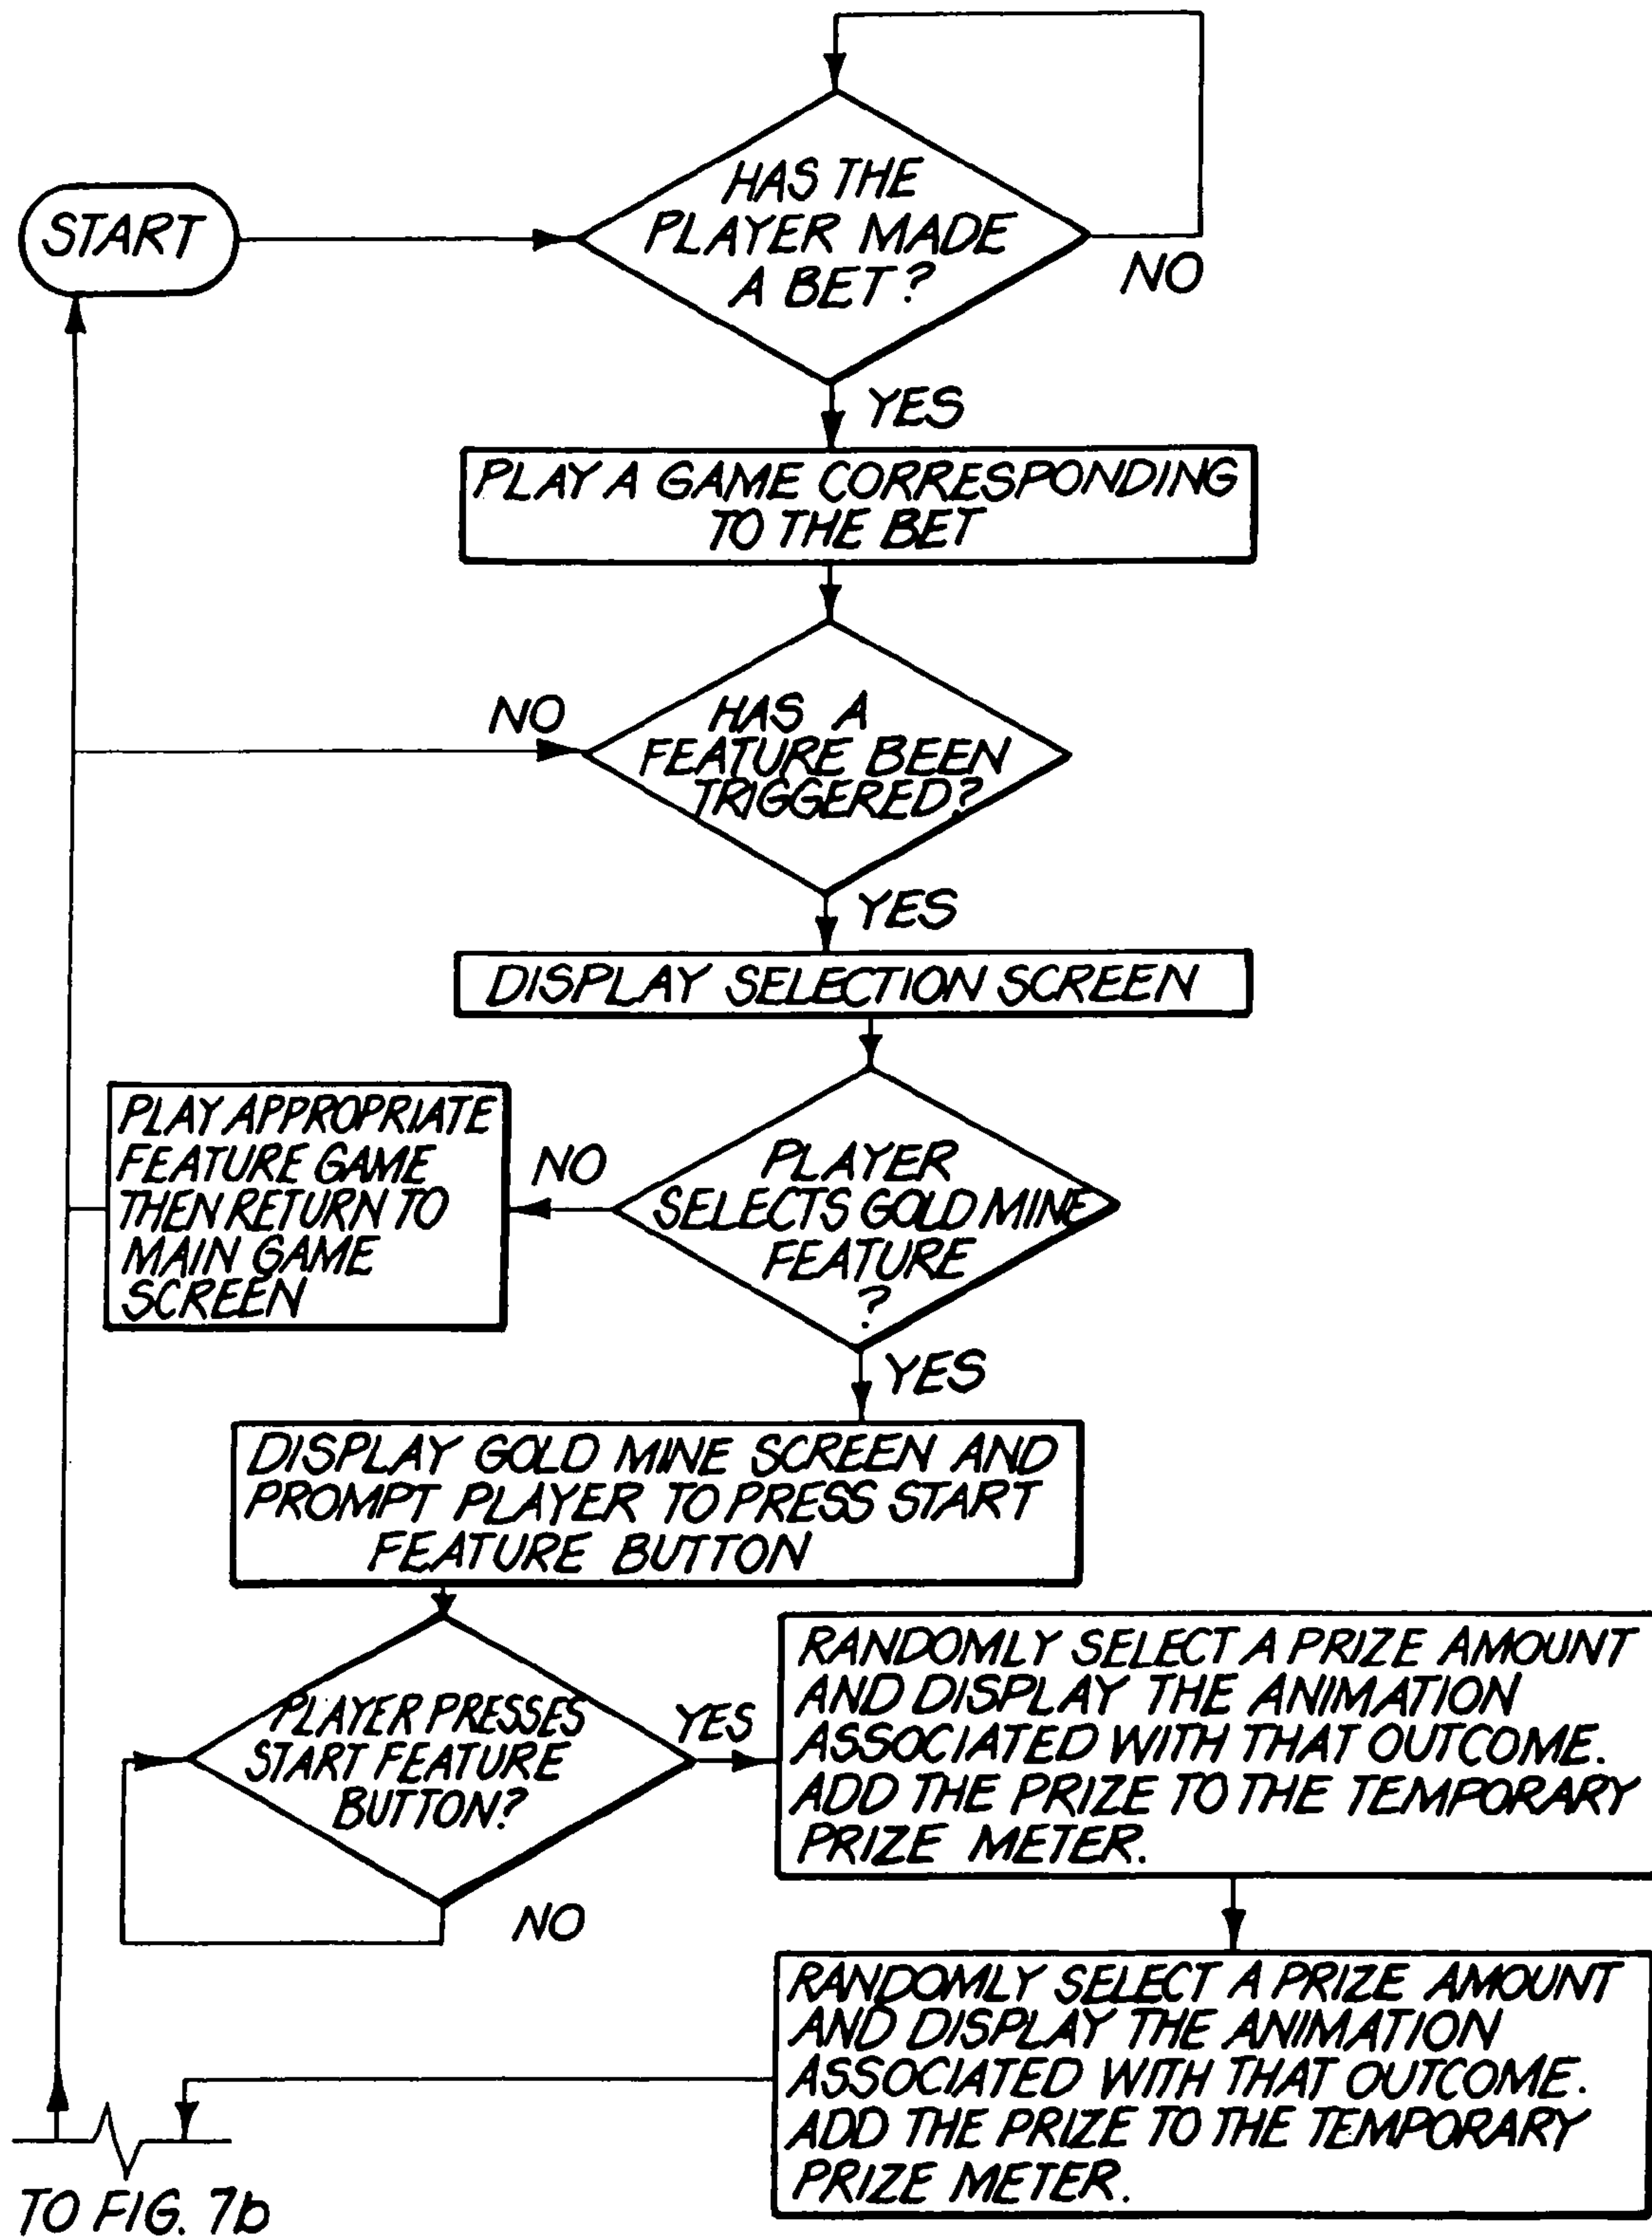 START
HAS THE
PLAYER MADE
A BET?
NO
YES
PLAY A GAME CORRESPONDING
TO THE BET
NO
HAS A
FEATURE BEEN
TRIGGERED?
YES
DISPLAY SELECTION SCREEN
PLAY APPROPRIATE
FEATURE GAME
THEN RETURN TO
MAIN GAME
SCREEN
NO
PLAYER
SELECTS GOLD MINE
FEATURE
?
YES
DISPLAY GOLD MINE SCREEN AND
PROMPT PLAYER TO PRESS START
FEATURE BUTTON
PLAYER PRESSES
START FEATURE
BUTTON?
YES
NO
RANDOMLY SELECT A PRIZE AMOUNT
AND DISPLAY THE ANIMATION
ASSOCIATED WITH THAT OUTCOME.
ADD THE PRIZE TO THE TEMPORARY
PRIZE METER.
RANDOMLY SELECT A PRIZE AMOUNT
AND DISPLAY THE ANIMATION
ASSOCIATED WITH THAT OUTCOME.
ADD THE PRIZE TO THE TEMPORARY
PRIZE METER.
TO FIG. 7b